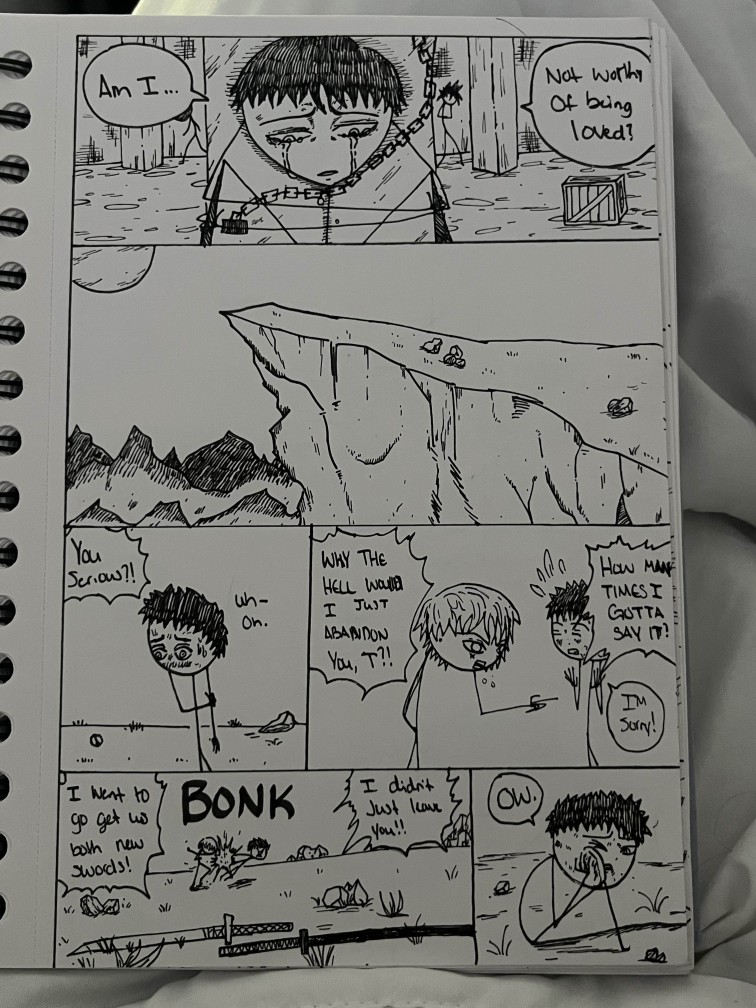 Am I...
Not worthy
Of being
loved?
You
Serious?!
uh-
oh.
WHY THE
HELL WOULD
I JUST
ABANDON
You, T?!
HOW MANY
TIMES I
GOTTA
SAY IT?
I'm
Sorry!
I went to
go get us
both new
swords!
BONK
I didn't
Just leave
You!!
OW.